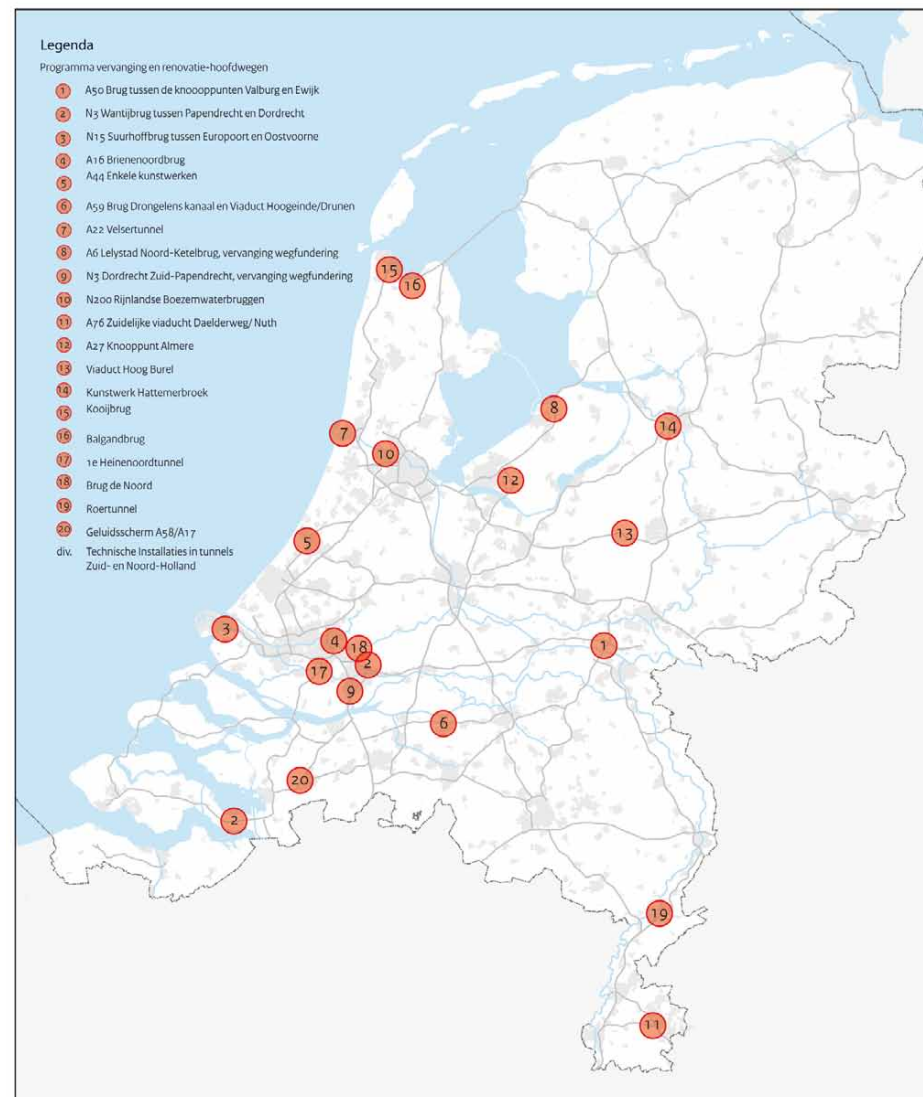 Legenda
Programma vervanging en renovatie-hoofdwegen
1 A50 Brug tussen de knoooppunten Valburg en Ewijk
2 N3 Wantijbrug tussen Papendrecht en Dordrecht
3 N15 Suurhoffbrug tussen Europoort en Oostvoorne
4 A16 Brienenoordbrug
5 A44 Enkele kunstwerken
6 A59 Brug Drongelens kanaal en Viaduct Hoogeinde/Drunen
7 A22 Velsertunnel
8 A6 Lelystad Noord-Ketelbrug, vervanging wegfundering
9 N3 Dordrecht Zuid-Papendrecht, vervanging wegfundering
10 N200 Rijnlandse Boezemwaterbruggen
11 A76 Zuidelijke viaducht Daelderweg/ Nuth
12 A27 Knooppunt Almere
13 Viaduct Hoog Burel
14 Kunstwerk Hattemerbroek
15 Kooijbrug
16 Balgandbrug
17 1e Heinenoordtunnel
18 Brug de Noord
19 Roertunnel
20 Geluidsscherm A58/A17
div. Technische Installaties in tunnels
Zuid- en Noord-Holland
15
16
8
14
7
10
12
13
5
3
4
18
1
2
17
9
6
20
2
19
11